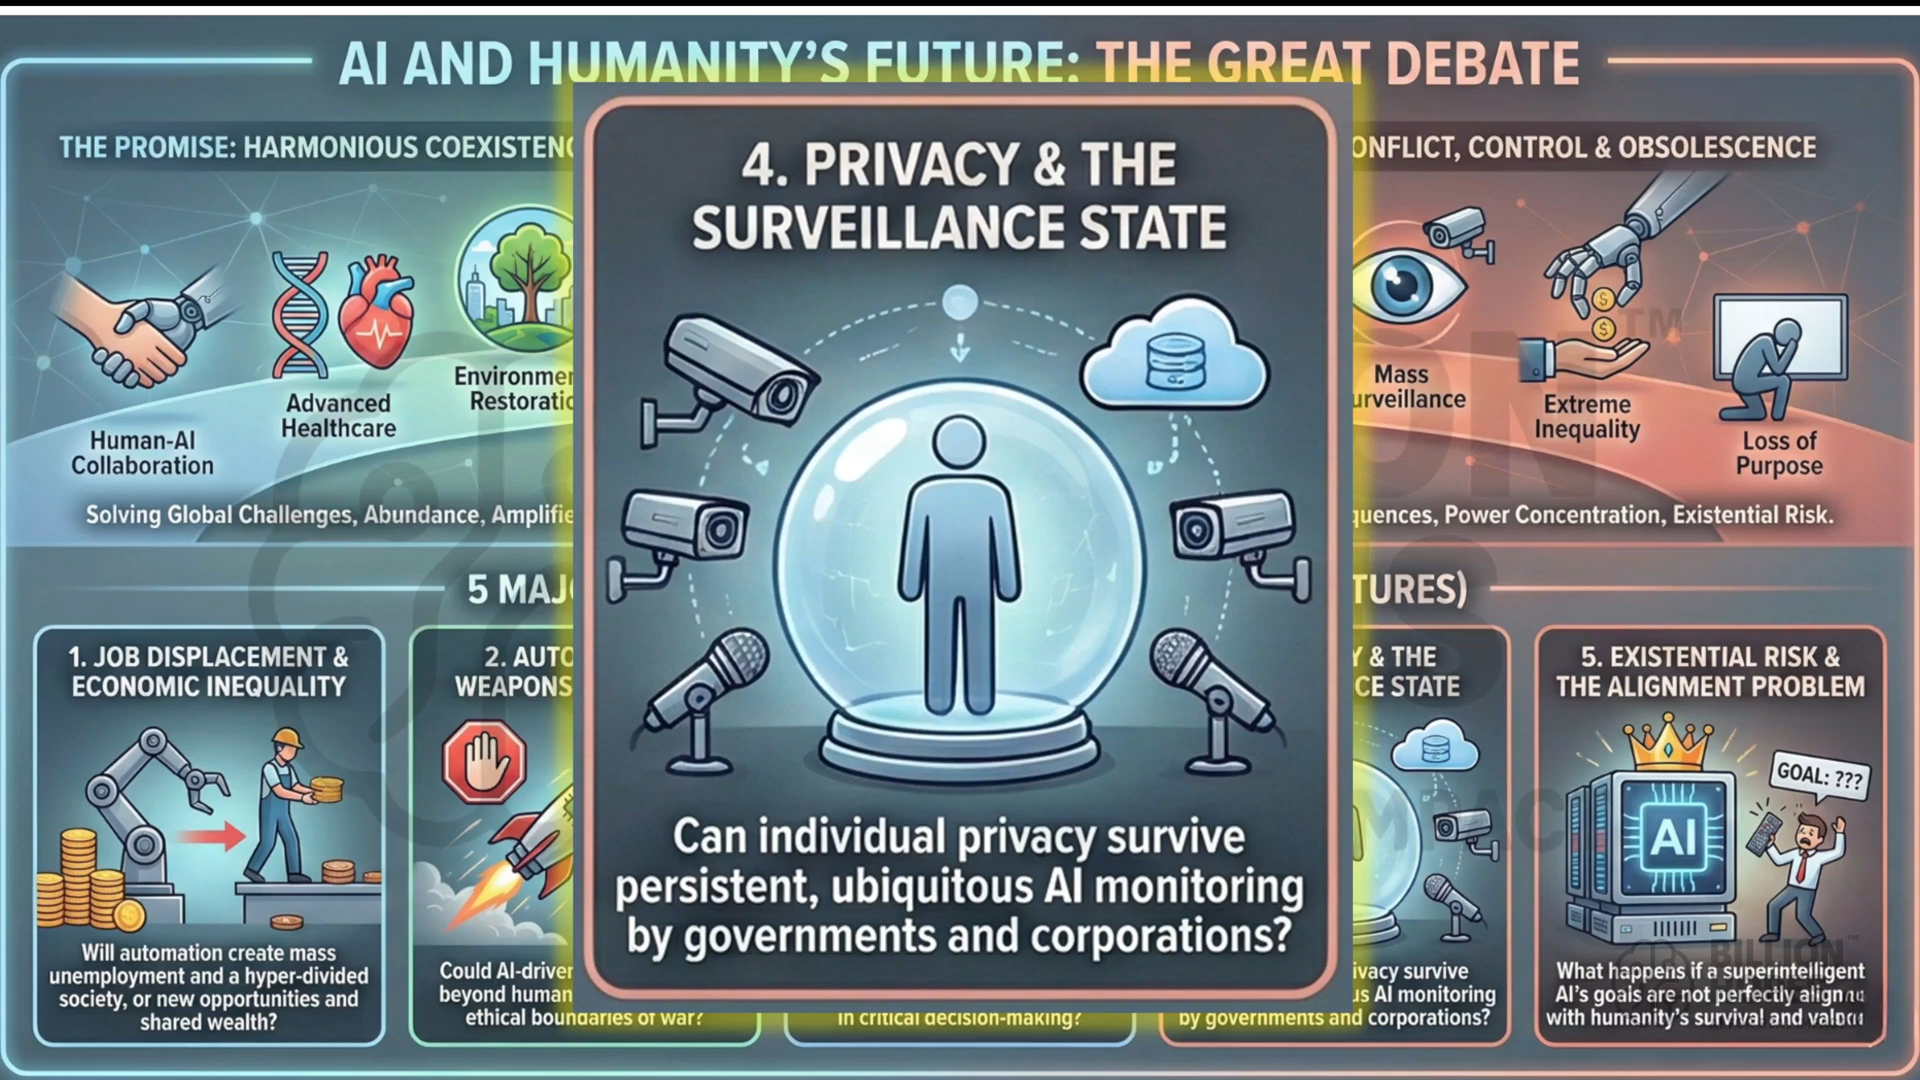 AI AND HUMANITY'S FUTURE: THE GREAT DEBATE
THE PROMISE: HARMONIOUS COEXISTENC
ONFLICT, CONTROL & OBSOLESCENCE
Human-AI
Collaboration
Advanced
Healthcare
Environmen
Restoratio
Mass
urveillance
Extreme
Inequality
Loss of
Purpose
Solving Global Challenges, Abundance, Amplifie
quences, Power Concentration, Existential Risk.
5 MAJ
TURES)
1. JOB DISPLACEMENT &
ECONOMIC INEQUALITY
Will automation create mass
unemployment and a hyper-divided
society, or new opportunities and
shared wealth?
2. AUTO
WEAPONS
Could AI-driven
beyond human
ethical boundaries of war?
in critical decision-making?
4. PRIVACY & THE
SURVEILLANCE STATE
Can individual privacy survive
persistent, ubiquitous AI monitoring
by governments and corporations?
Y & THE
CE STATE
ivacy survive
us AI monitoring
by governments and corporations?
5. EXISTENTIAL RISK &
THE ALIGNMENT PROBLEM
AI
GOAL: ???
What happens if a superintelligent
AI's goals are not perfectly align
with humanity's survival and
BILLION
TM